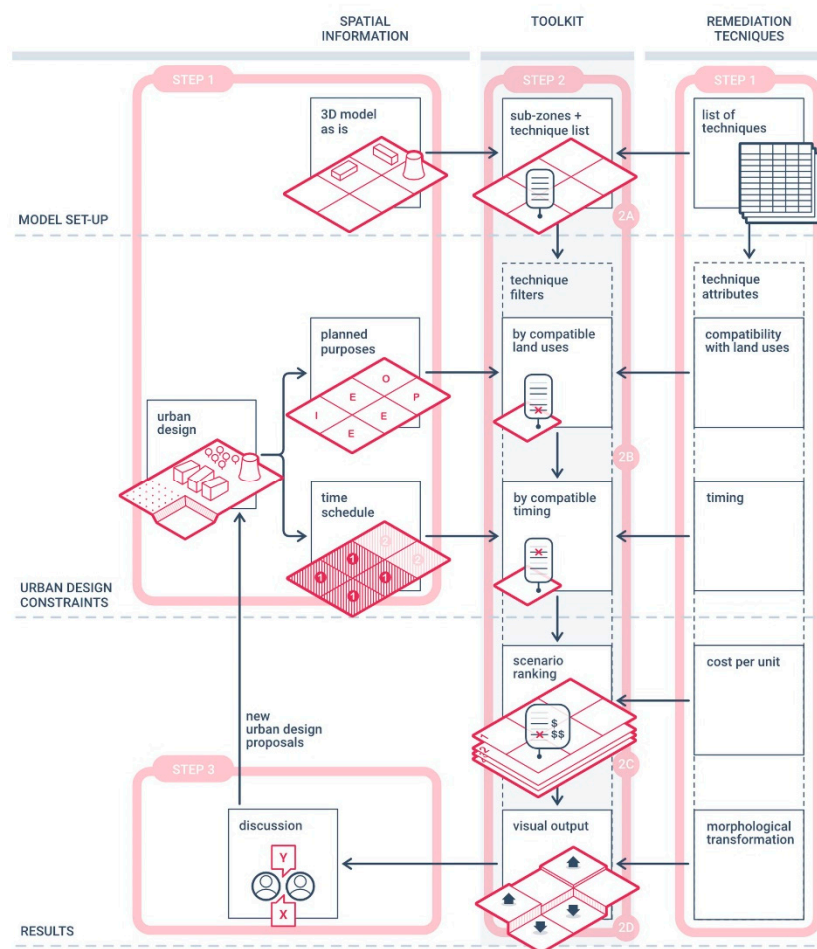 SPATIAL
INFORMATION
TOOLKIT
REMEDIATION
TECNIQUES
STEP 1
STEP 2
STEP 1
3D model
as is
sub-zones +
technique list
list of
techniques
MODEL SET-UP
2A
technique
filters
technique
attributes
planned
purposes
by compatible
land uses
compatibility
with land uses
O
E
P
I
E
E
urban
design
2B
time
schedule
by compatible
timing
timing
2
1
2
1
1
1
URBAN DESIGN
CONSTRAINTS
scenario
ranking
cost per unit
$
$$
1
2
new
urban design
proposals
2C
STEP 3
discussion
visual output
morphological
transformation
Y
X
2D
RESULTS